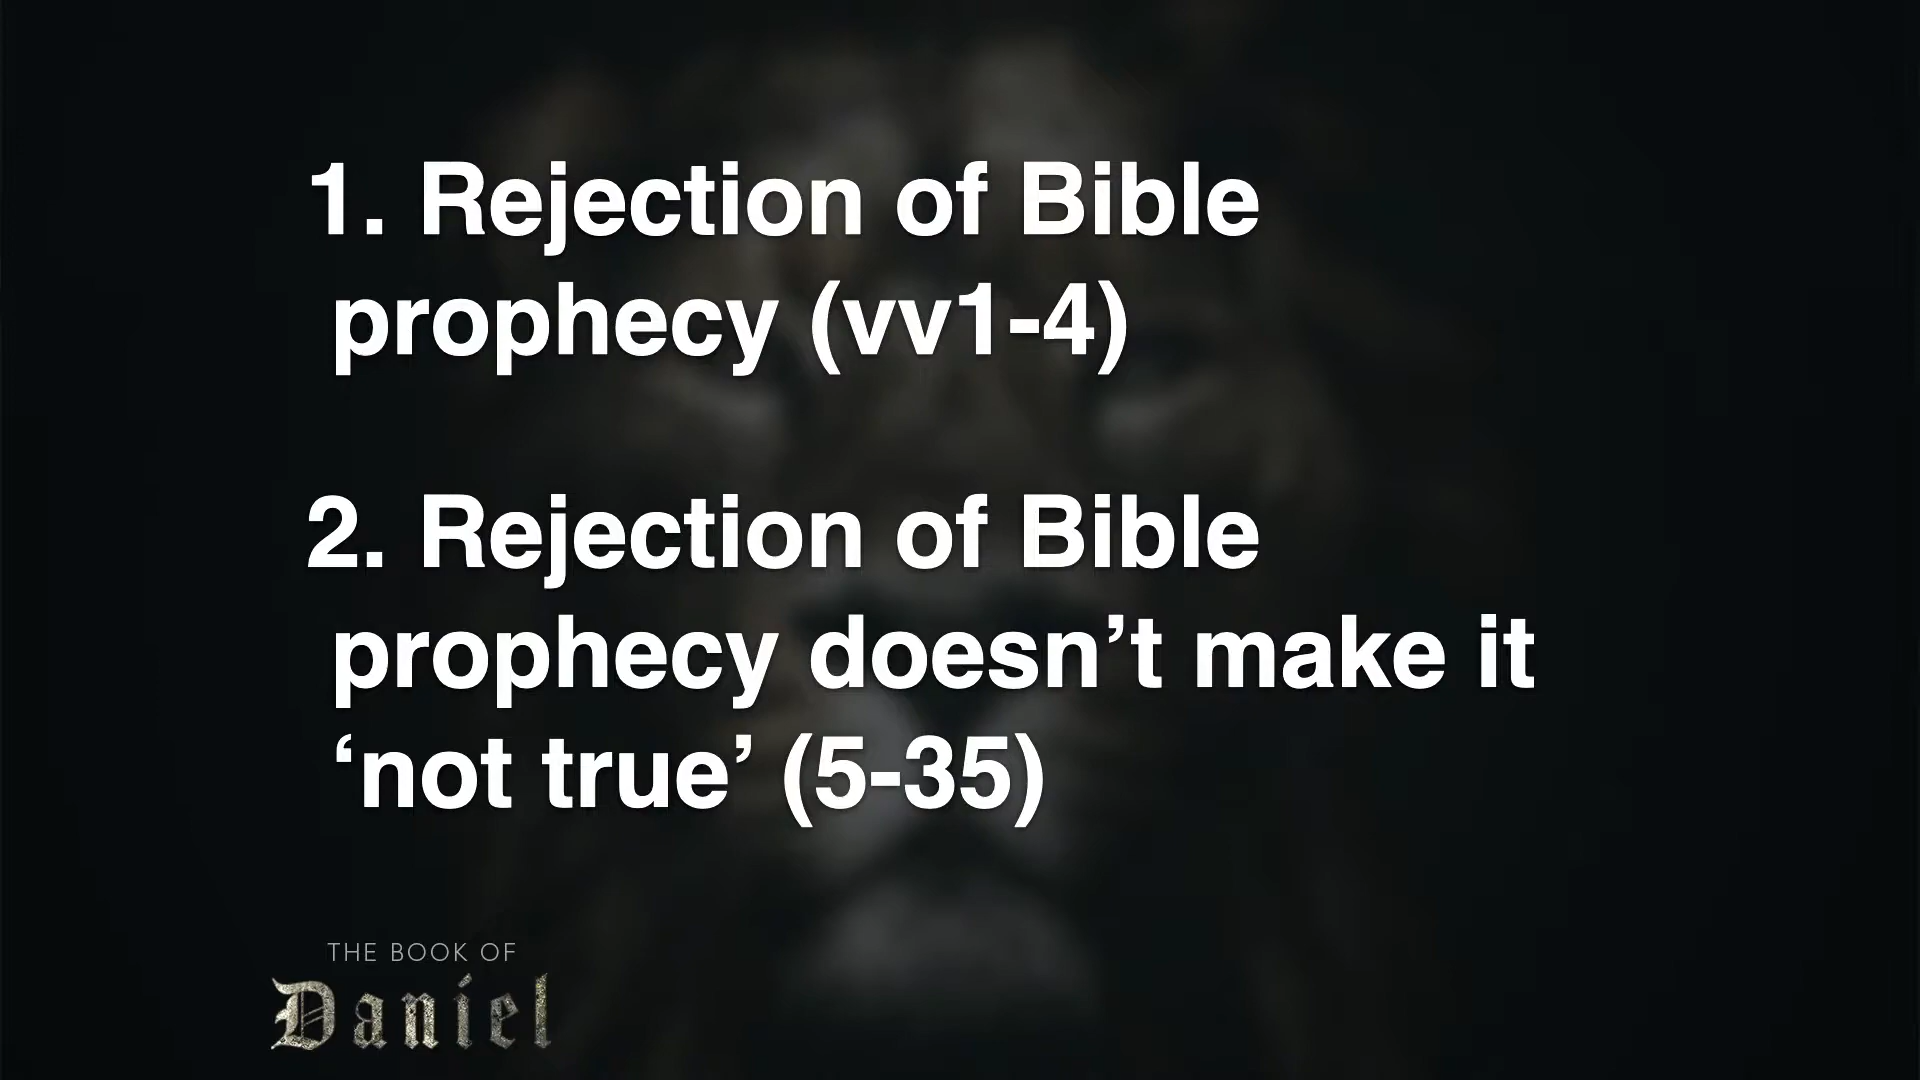 1. Rejection of Bible
prophecy (vv1-4)
2. Rejection of Bible
prophecy doesn’t make it
‘not true’ (5-35)
THE BOOK OF
Daniel